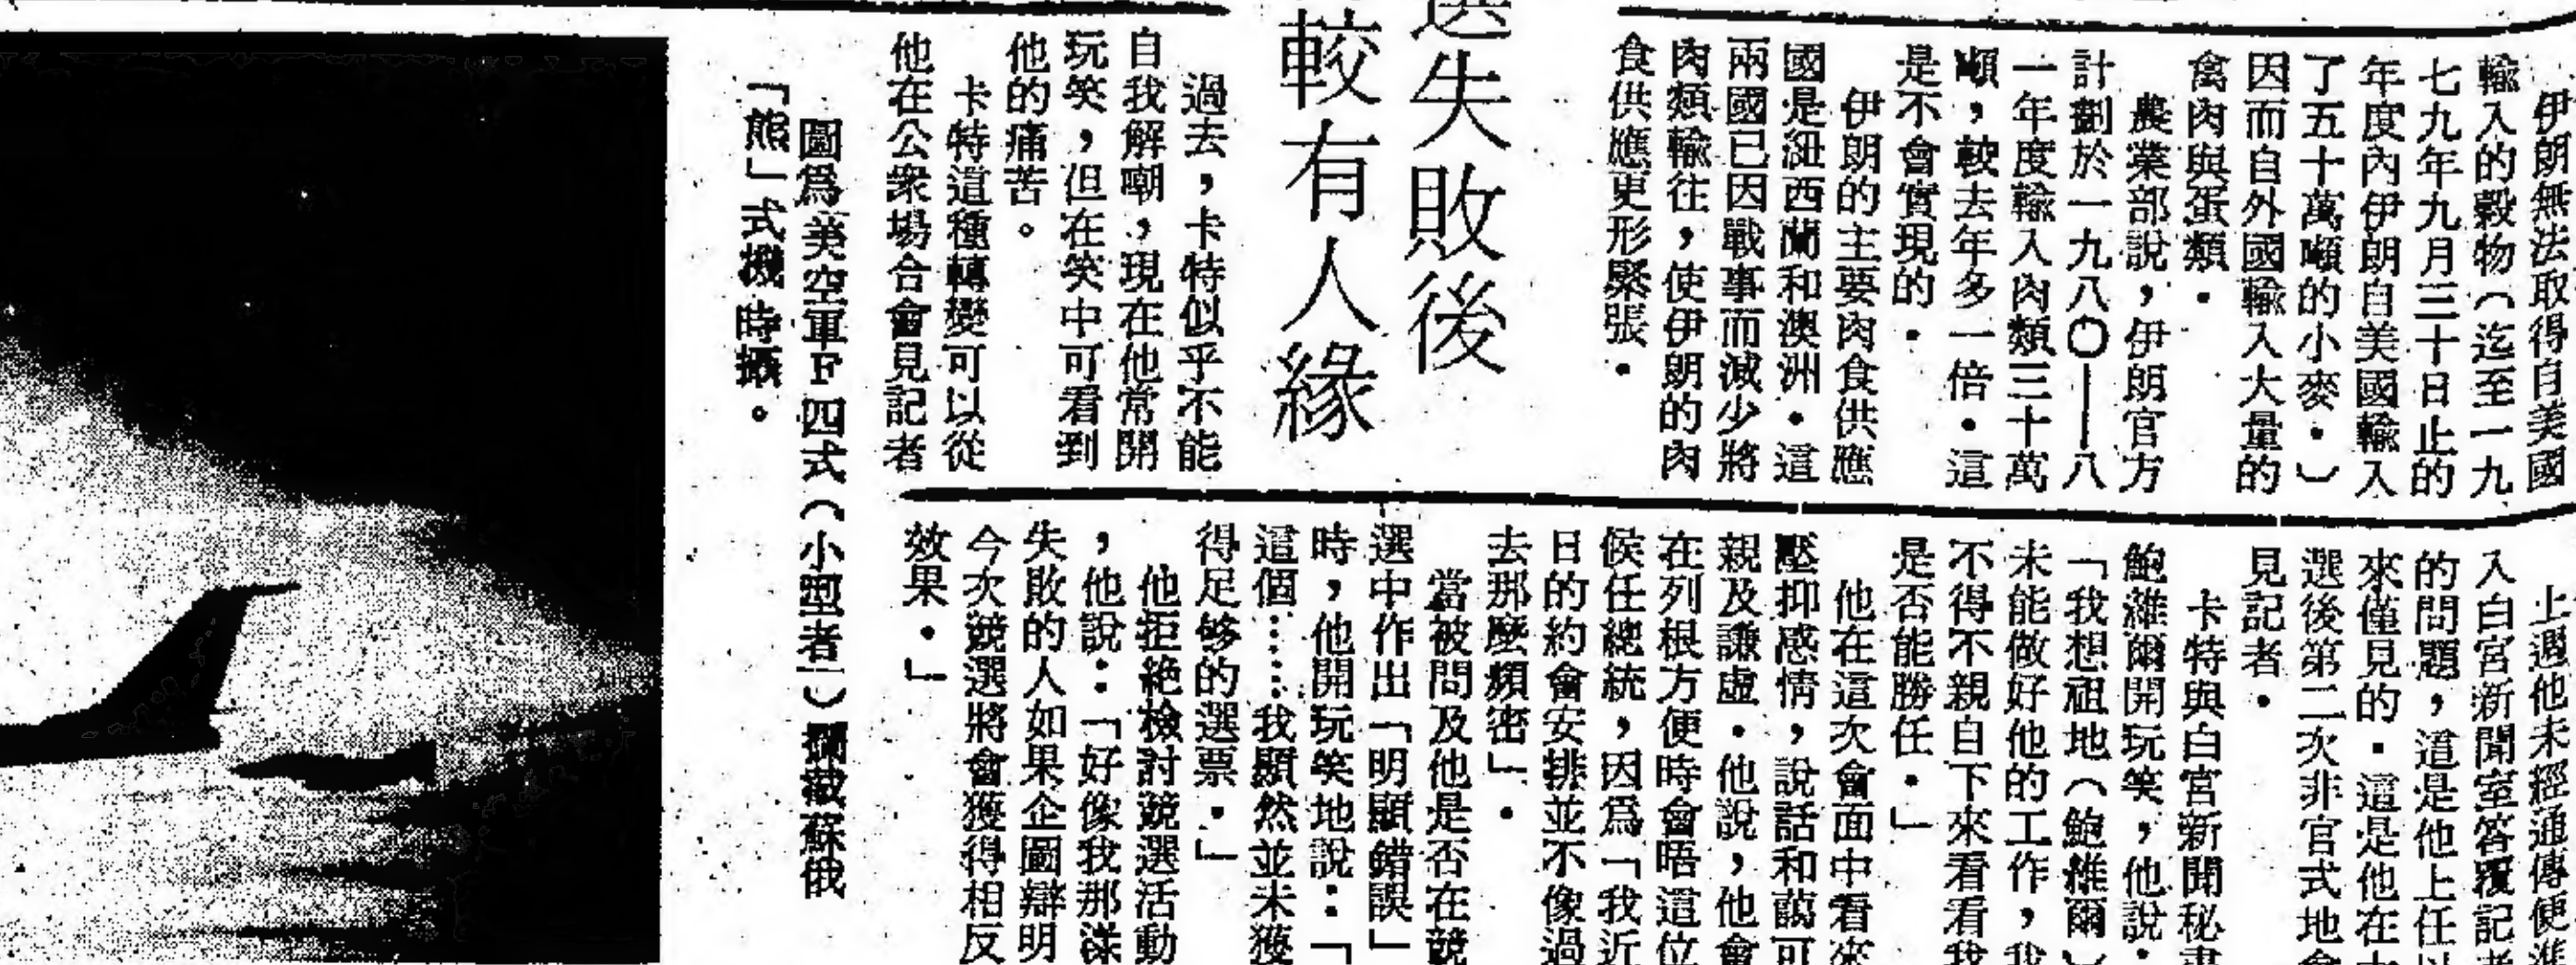 伊朗無法取得自美國
輸入的穀物（迄至一九
七九年九月三十日止的
年度內伊朗自美國輸入
了五十萬噸的小麥．）
因而自外國輸入大量的
禽肉與蛋類．
農業部說，伊朗官方
計劃於一九八〇——八
一年度輸入肉類三十萬
噸，較去年多一倍．這
是不會實現的．
伊朗的主要肉食供應
國是紐西蘭和澳洲．這
兩國已因戰事而減少將
肉類輸往，使伊朗的肉
食供應更形緊張．
選失敗後
較有人緣
過去，卡特似乎不能
自我解嘲，現在他常開
玩笑，但在笑中可看到
他的痛苦。
卡特這種轉變可以從
他在公衆場合會見記者
上週他未經通傳便進
入白宮新聞室答覆記者
的問題，這是他上任以
來僅見的．這是他在大
選後第二次非官式地會
見記者．
卡特與白宮新聞秘書
鮑維爾開玩笑，他說：
「我想祖地（鮑維爾）
未能做好他的工作，我
不得不親自下來看看我
是否能勝任．」
他在這次會面中看來
壓抑感情，說話和藹可
親及謙虛．他說，他會
在列根方便時會晤這位
候任總統，因爲「我近
日的約會安排並不像過
去那麼頻密」．
當被問及他是否在競
選中作出「明顯錯誤」
時，他開玩笑地說：「
這個……我顯然並未獲
得足够的選票．」
他拒絶檢討競選活動
，他說：「好像我那樣
失敗的人如果企圖辯明
今次競選將會獲得相反
效果．」
圖爲美空軍F四式（小型者）攔截蘇俄
「熊」式機時攝。